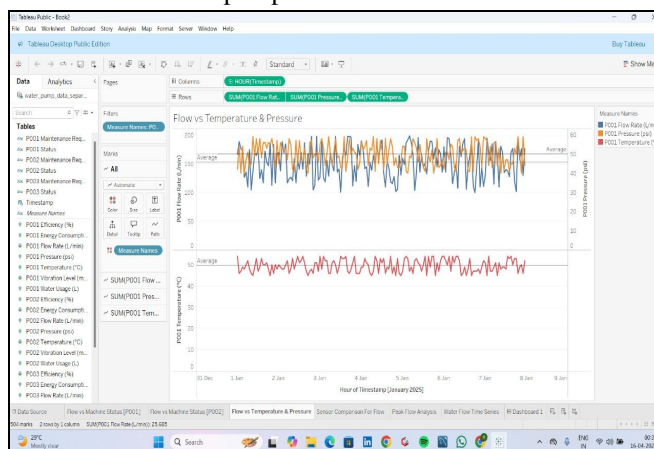 Tableau Public - Book2
File Data Worksheet Dashboard Story Analysis Map Format Server Window Help
Tableau Desktop Public Edition
Buy Tableau
Standard
Show Me
Data Analytics
Pages
Columns
HOUR(Timestamp)
Rows
SUM(P001 Flow Rat..
SUM(P001 Pressure..
SUM(P001 Tempera..
water_pump_data_separ...
Search
Tables
P001 Maintenance Req...
P001 Status
P002 Maintenance Req...
P002 Status
P003 Maintenance Req...
P003 Status
Timestamp
Measure Names
P001 Efficiency (%)
P001 Energy Consumpti...
P001 Flow Rate (L/min)
P001 Pressure (psi)
P001 Temperature (°C)
P001 Vibration Level (m...
P001 Water Usage (L)
P002 Efficiency (%)
P002 Energy Consumpti...
P002 Flow Rate (L/min)
P002 Pressure (psi)
P002 Temperature (°C)
P002 Vibration Level (m...
P002 Water Usage (L)
P003 Efficiency (%)
P003 Energy Consumpti...
P003 Flow Rate (L/min)
Filters
Measure Names: P0..
Marks
All
Automatic
Color Size Label
Detail Tooltip Path
Measure Names
SUM(P001 Flow ...
SUM(P001 Pres...
SUM(P001 Tem...
Flow vs Temperature & Pressure
P001 Flow Rate (L/min)
200
150
100
50
0
Average
Average
60
50
40
30
20
10
0
P001 Pressure (psi)
P001 Temperature (°C)
50
40
30
20
10
0
Average
31 Dec 1 Jan 2 Jan 3 Jan 4 Jan 5 Jan 6 Jan 7 Jan 8 Jan 9 Jan
Hour of Timestamp [January 2025]
Measure Names
P001 Flow Rate (L/m
P001 Pressure (psi)
P001 Temperature (°
Data Source
Flow vs Machine Status [P001]
Flow vs Machine Status [P002]
Flow vs Temperature & Pressure
Sensor Comparison For Flow
Peak Flow Analysis
Water Flow Time Series
Dashboard 1
504 marks 2 rows by 1 column SUM(P001 Flow Rate (L/min)): 25,685
29°C
Mostly clear
Search
ENG
IN